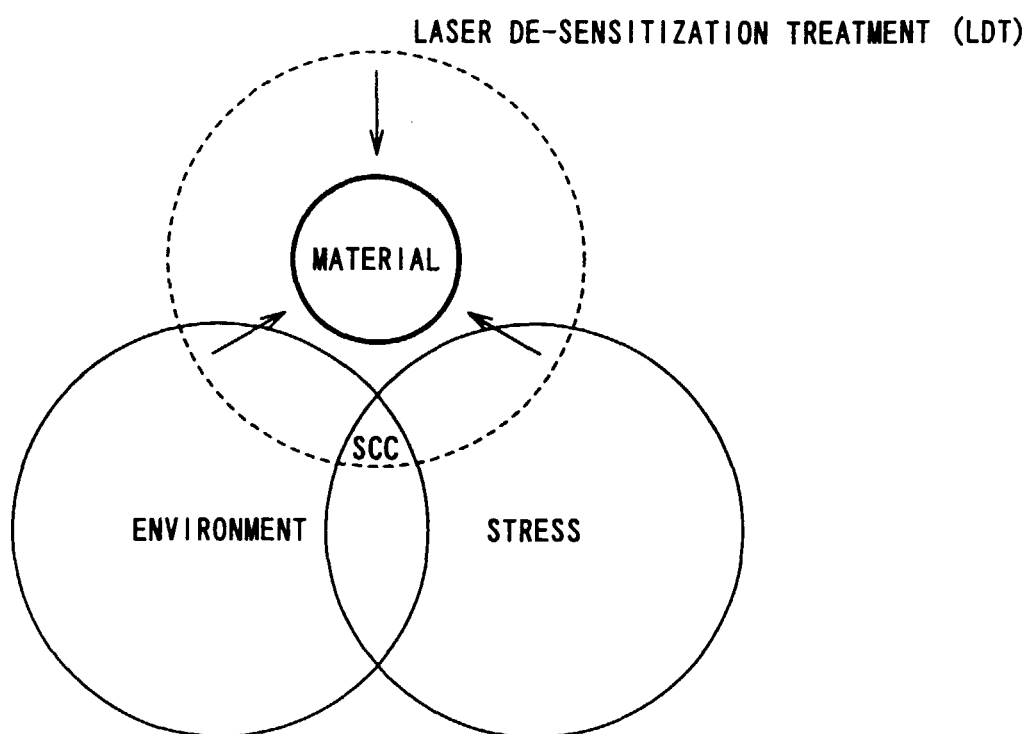 LASER DE-SENSITIZATION TREATMENT (LDT)
MATERIAL
SCC
ENVIRONMENT
STRESS